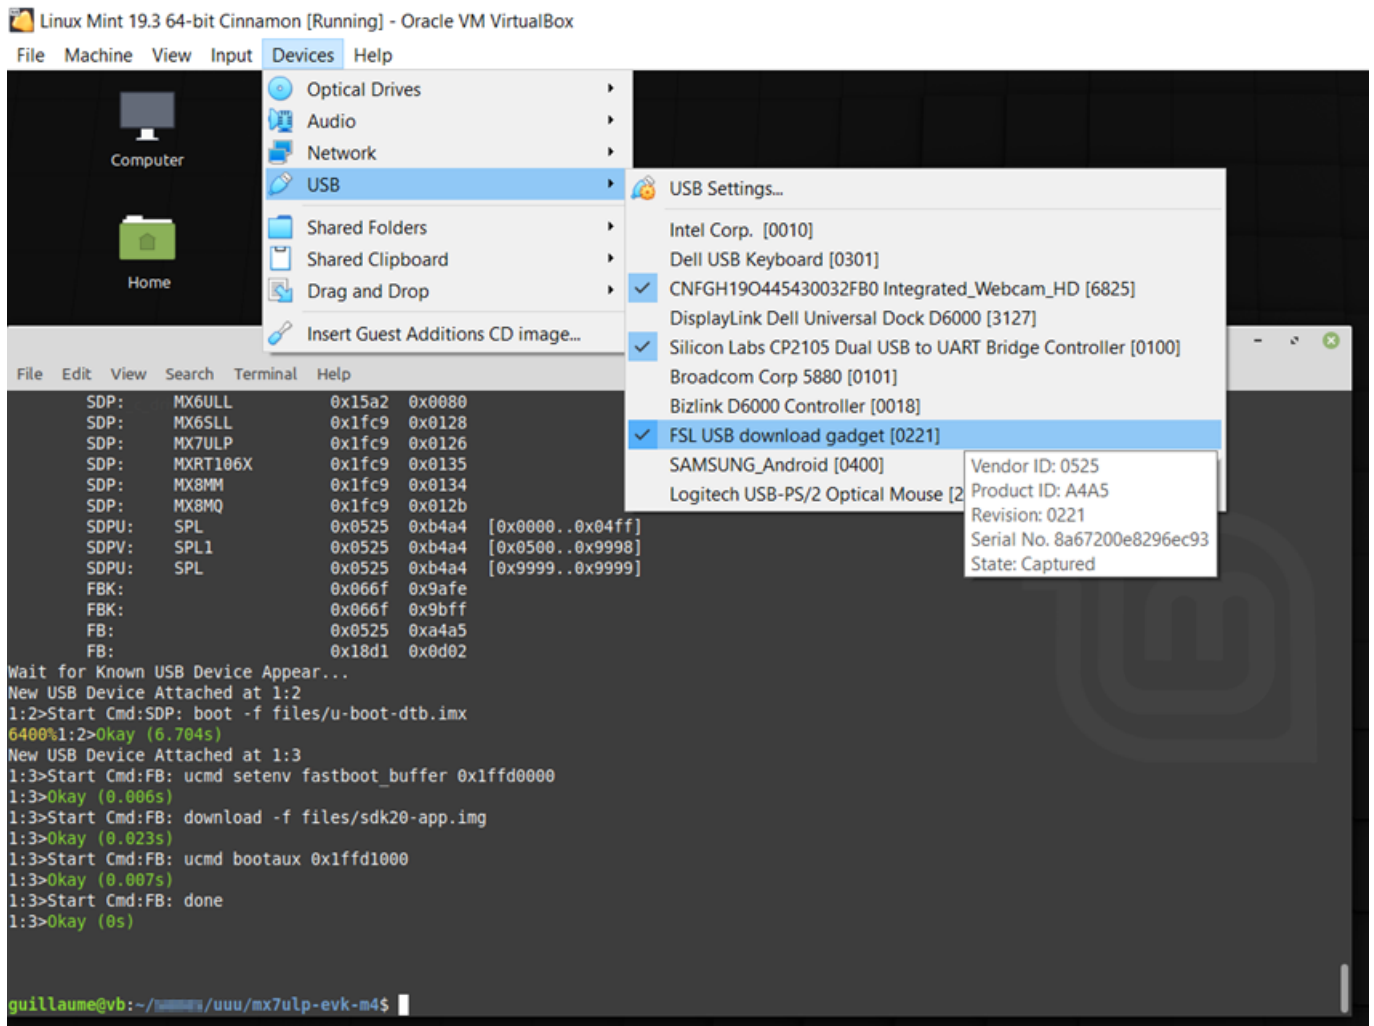 Linux Mint 19.3 64-bit Cinnamon [Running] - Oracle VM VirtualBox
File Machine View Input Devices Help
Computer
Home
Optical Drives
Audio
Network
USB
Shared Folders
Shared Clipboard
Drag and Drop
Insert Guest Additions CD image...
USB Settings...
Intel Corp. [0010]
Dell USB Keyboard [0301]
CNFGH19O445430032FB0 Integrated_Webcam_HD [6825]
DisplayLink Dell Universal Dock D6000 [3127]
Silicon Labs CP2105 Dual USB to UART Bridge Controller [0100]
Broadcom Corp 5880 [0101]
Bizlink D6000 Controller [0018]
FSL USB download gadget [0221]
SAMSUNG_Android [0400]
Logitech USB-PS/2 Optical Mouse [2
Vendor ID: 0525
Product ID: A4A5
Revision: 0221
Serial No. 8a67200e8296ec93
State: Captured
File Edit View Search Terminal Help
SDP: MX6ULL 0x15a2 0x0080
SDP: MX6SLL 0x1fc9 0x0128
SDP: MX7ULP 0x1fc9 0x0126
SDP: MXRT106X 0x1fc9 0x0135
SDP: MX8MM 0x1fc9 0x0134
SDP: MX8MQ 0x1fc9 0x012b
SDPU: SPL 0x0525 0xb4a4 [0x0000..0x04ff]
SDPV: SPL1 0x0525 0xb4a4 [0x0500..0x9998]
SDPU: SPL 0x0525 0xb4a4 [0x9999..0x9999]
FBK: 0x066f 0x9afe
FBK: 0x066f 0x9bff
FB: 0x0525 0xa4a5
FB: 0x18d1 0x0d02
Wait for Known USB Device Appear...
New USB Device Attached at 1:2
1:2>Start Cmd:SDP: boot -f files/u-boot-dtb.imx
6400%1:2>Okay (6.704s)
New USB Device Attached at 1:3
1:3>Start Cmd:FB: ucmd setenv fastboot_buffer 0x1ffd0000
1:3>Okay (0.006s)
1:3>Start Cmd:FB: download -f files/sdk20-app.img
1:3>Okay (0.023s)
1:3>Start Cmd:FB: ucmd bootaux 0x1ffd1000
1:3>Okay (0.007s)
1:3>Start Cmd:FB: done
1:3>Okay (0s)
guillaume@vb:~/ /uuu/mx7ulp-evk-m4$